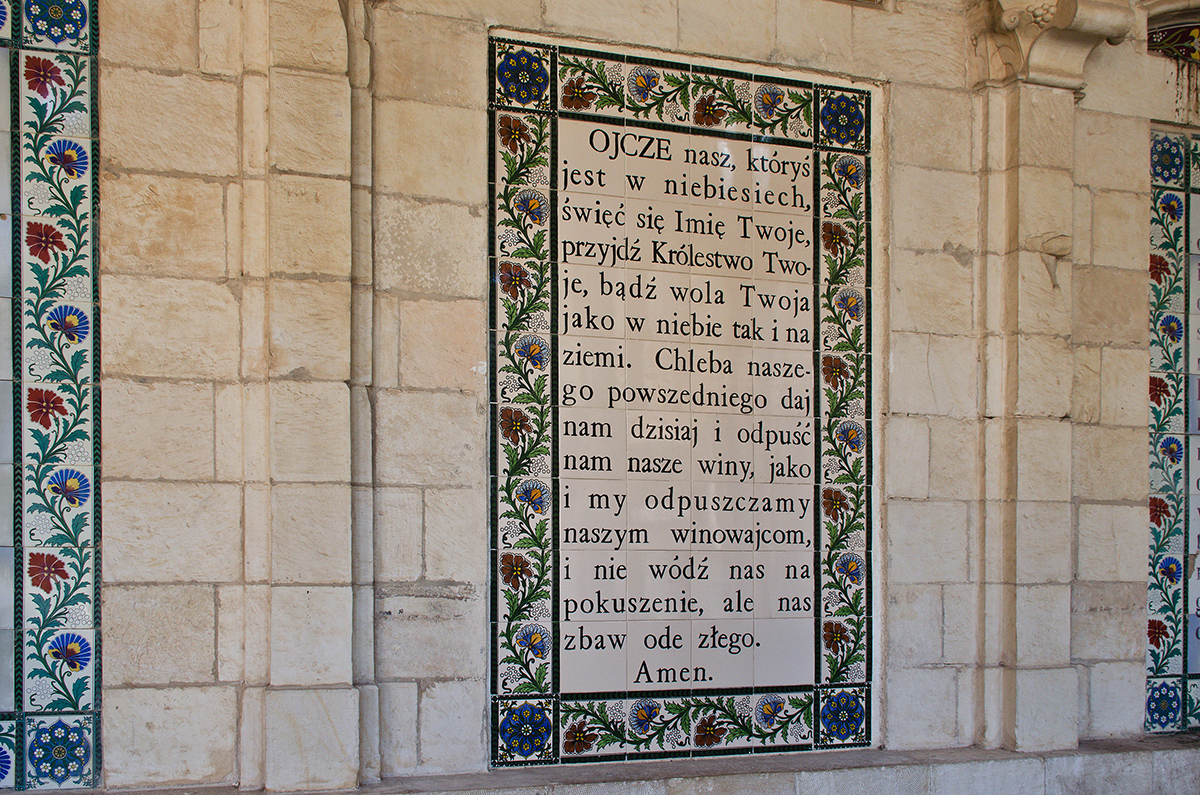 OJCZE nasz, któryś
jest w niebiesiech,
święć się Imię Twoje,
przyjdź Królestwo Two-
je, bądź wola Twoja
jako w niebie tak i na
ziemi. Chleba nasze-
go powszedniego daj
nam dzisiaj i odpuść
nam nasze winy, jako
i my odpuszczamy
naszym winowajcom,
i nie wódź nas na
pokuszenie, ale nas
zbaw ode złego.
Amen.